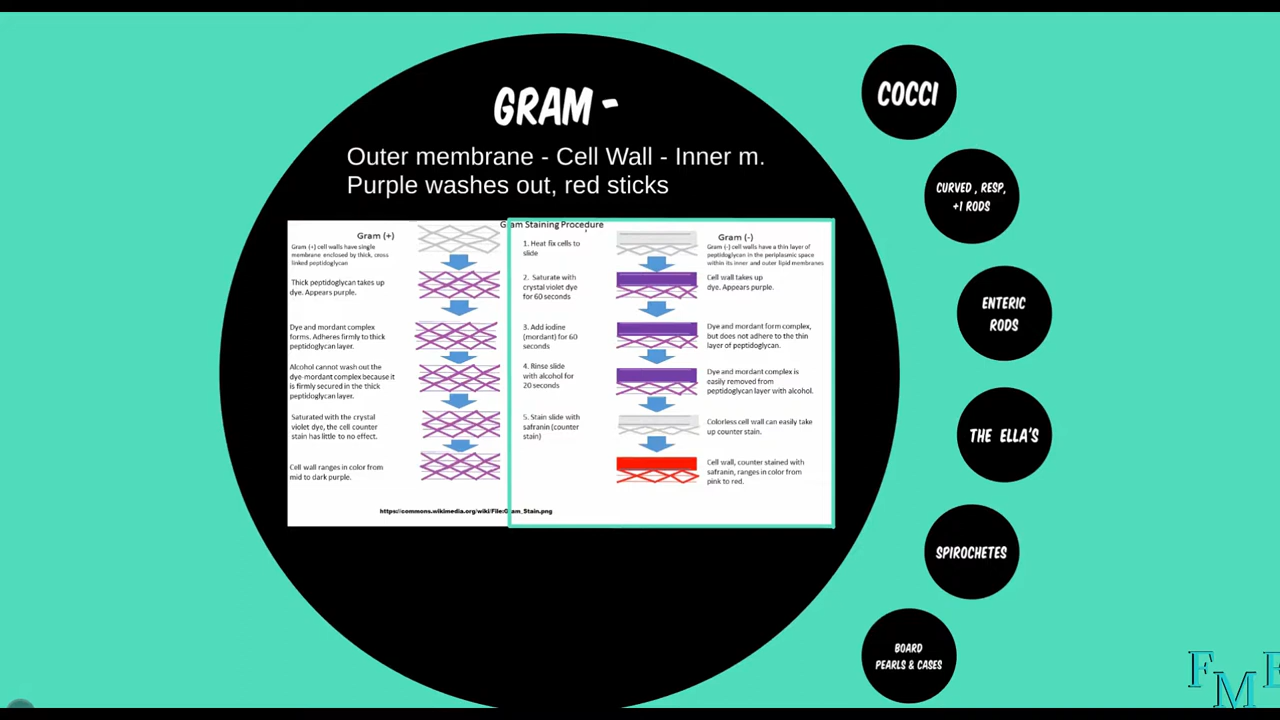 GRAM -
Outer membrane - Cell Wall - Inner m.
Purple washes out, red sticks
Gram Staining Procedure
Gram (+)
Gram (+) cell walls have single
membrane enclosed by thick, cross
linked peptidoglycan
Thick peptidoglycan takes up
dye. Appears purple.
Dye and mordant complex
forms. Adheres firmly to thick
peptidoglycan layer.
Alcohol cannot wash out the
dye-mordant complex because it
is firmly secured in the thick
peptidoglycan layer.
Saturated with the crystal
violet dye, the cell counter
stain has little to no effect.
Cell wall ranges in color from
mid to dark purple.
1. Heat fix cells to
slide
2. Saturate with
crystal violet dye
for 60 seconds
3. Add iodine
(mordant) for 60
seconds
4. Rinse slide
with alcohol for
20 seconds
5. Stain slide with
safranin (counter
stain)
Gram (-)
Gram (-) cell walls have a thin layer of
peptidoglycan in the periplasmic space
within its inner and outer lipid membranes
Cell wall takes up
dye. Appears purple.
Dye and mordant form complex,
but does not adhere to the thin
layer of peptidoglycan.
Dye and mordant complex is
easily removed from
peptidoglycan layer with alcohol.
Colorless cell wall can easily take
up counter stain.
Cell wall, counter stained with
safranin, ranges in color from
pink to red.
https://commons.wikimedia.org/wiki/File:Gram_Stain.png
COCCI
CURVED , RESP,
+1 RODS
ENTERIC
RODS
THE ELLA'S
SPIROCHETES
BOARD
PEARLS & CASES
FME